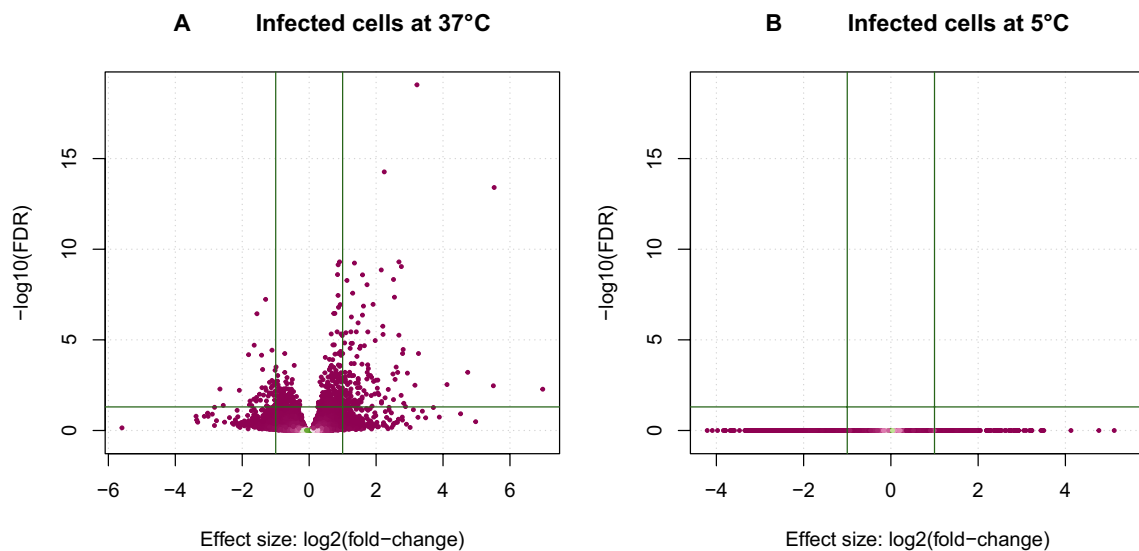 A Infected cells at 37°C
−log10(FDR)
15
10
5
0
−6 −4 −2 0 2 4 6
Effect size: log2(fold−change)
B Infected cells at 5°C
−log10(FDR)
15
10
5
0
−4 −2 0 2 4
Effect size: log2(fold−change)